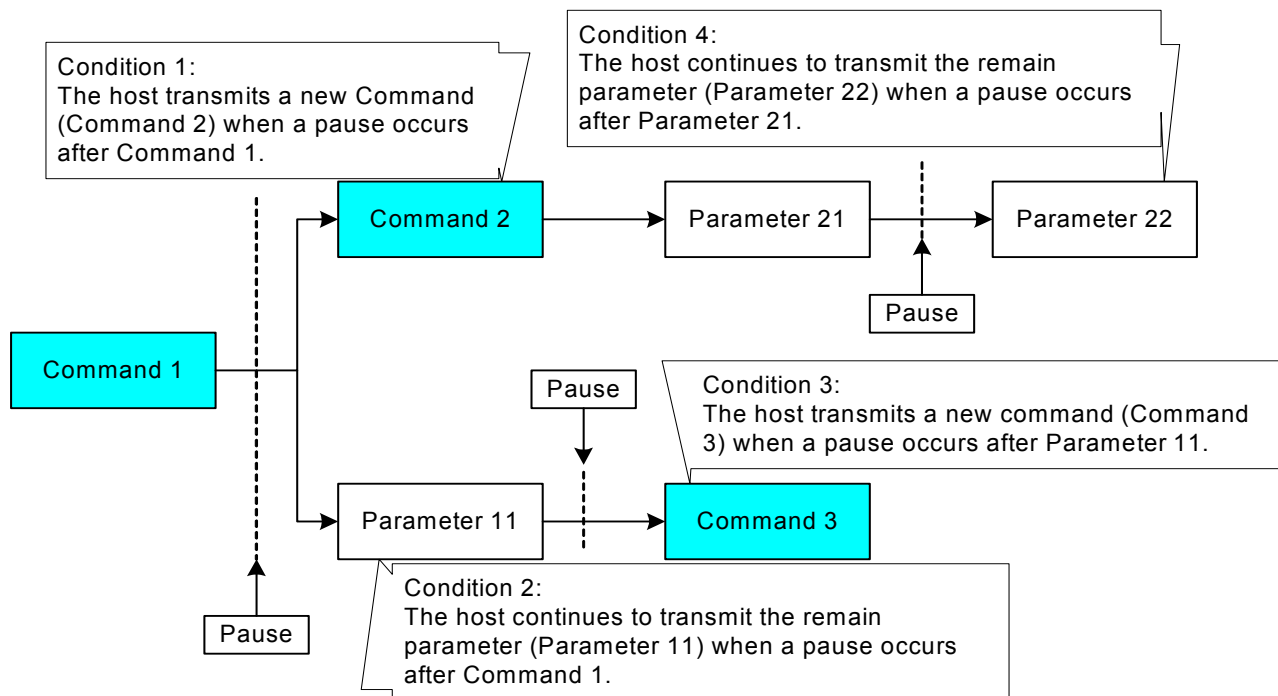 Condition 1:
The host transmits a new Command
(Command 2) when a pause occurs
after Command 1.
Condition 4:
The host continues to transmit the remain
parameter (Parameter 22) when a pause occurs
after Parameter 21.
Command 2
Parameter 21
Parameter 22
Pause
Command 1
Pause
Condition 3:
The host transmits a new command (Command
3) when a pause occurs after Parameter 11.
Parameter 11
Command 3
Pause
Condition 2:
The host continues to transmit the remain
parameter (Parameter 11) when a pause occurs
after Command 1.